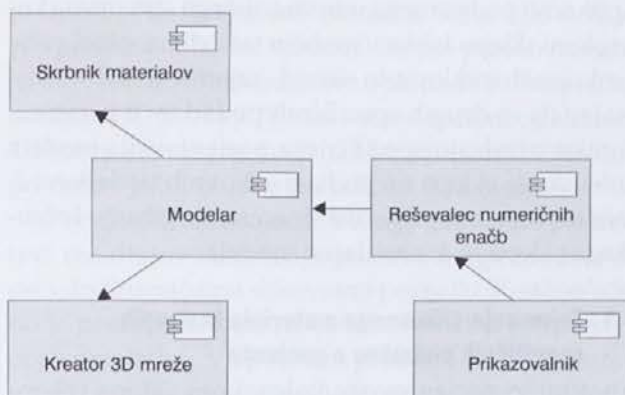 Skrbnik materialov
Modelar
Reševalec numeričnih
enačb
Kreator 3D mreže
Prikazovalnik